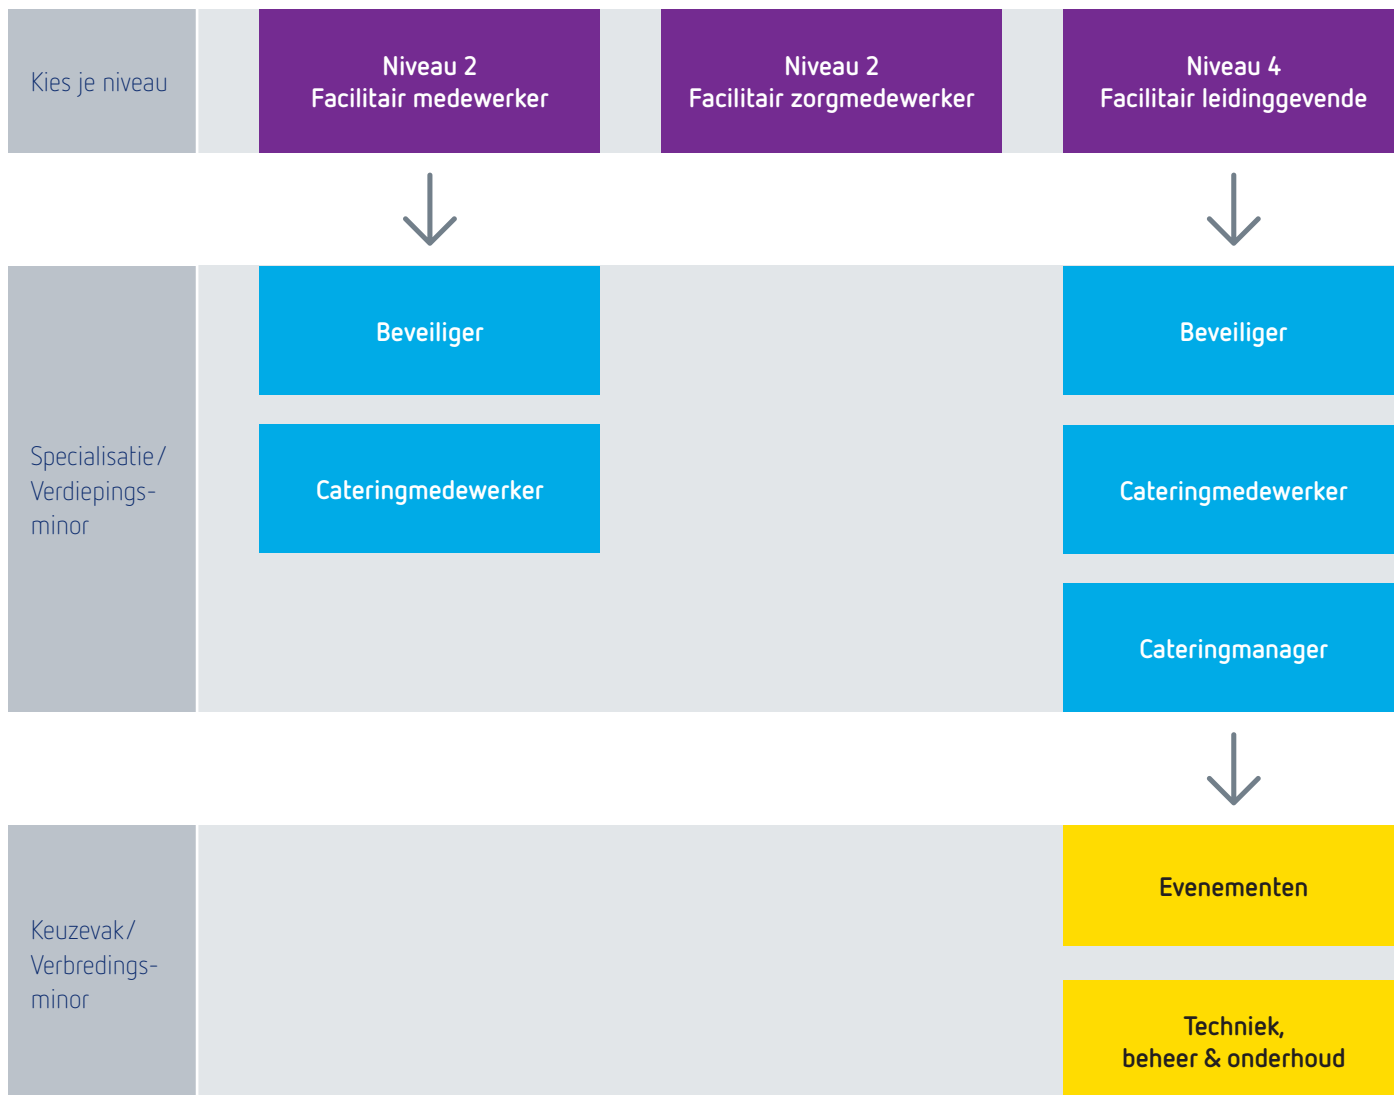 Kies je niveau
Niveau 2
Facilitair medewerker
Niveau 2
Facilitair zorgmedewerker
Niveau 4
Facilitair leidinggevende
Specialisatie/
Verdiepings-
minor
Beveiliger
Cateringmedewerker
Beveiliger
Cateringmedewerker
Cateringmanager
Keuzevak/
Verbredings-
minor
Evenementen
Techniek,
beheer & onderhoud